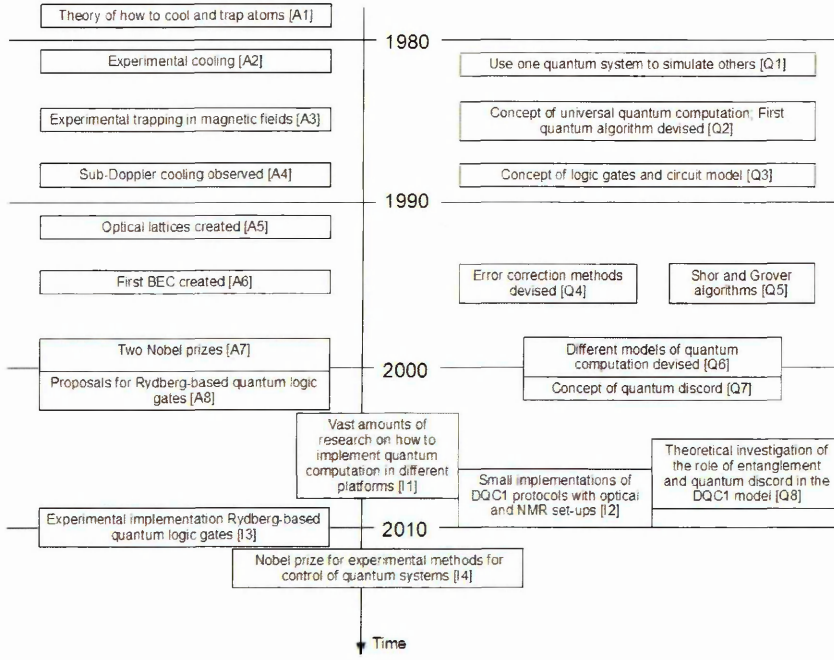 Theory of how to cool and trap atoms [A1]
1980
Experimental cooling [A2]
Use one quantum system to simulate others [Q1]
Experimental trapping in magnetic fields [A3]
Concept of universal quantum computation; First
quantum algorithm devised [Q2]
Sub-Doppler cooling observed [A4]
Concept of logic gates and circuit model [Q3]
1990
Optical lattices created [A5]
First BEC created [A6]
Error correction methods
devised [Q4]
Shor and Grover
algorithms [Q5]
Two Nobel prizes [A7]
Different models of quantum
computation devised [Q6]
2000
Proposals for Rydberg-based quantum logic
gates [A8]
Concept of quantum discord [Q7]
Vast amounts of
research on how to
implement quantum
computation in different
platforms [I1]
Small implementations of
DQC1 protocols with optical
and NMR set-ups [I2]
Theoretical investigation of
the role of entanglement
and quantum discord in the
DQC1 model [Q8]
Experimental implementation Rydberg-based
quantum logic gates [I3]
2010
Nobel prize for experimental methods for
control of quantum systems [I4]
Time